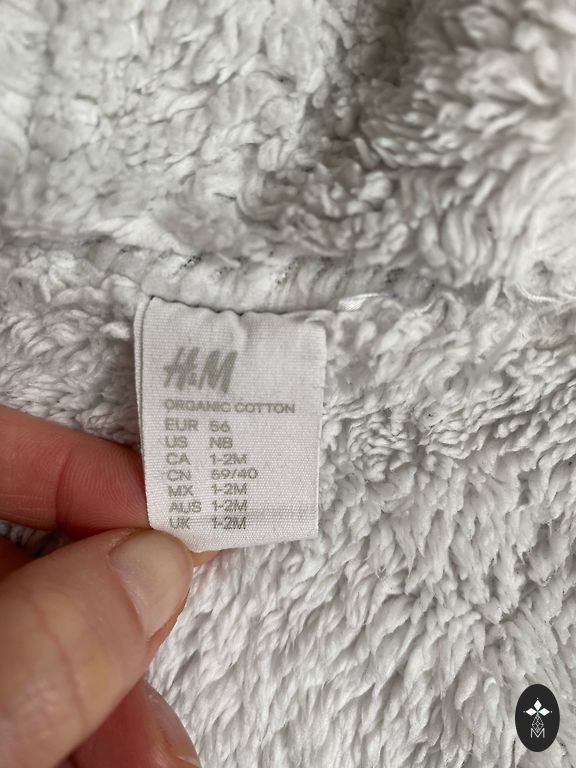 H&M
ORGANIC COTTON
EUR 56
US NB
CA 1-2M
CN 59/40
MX 1-2M
AUS 1-2M
UK 1-2M